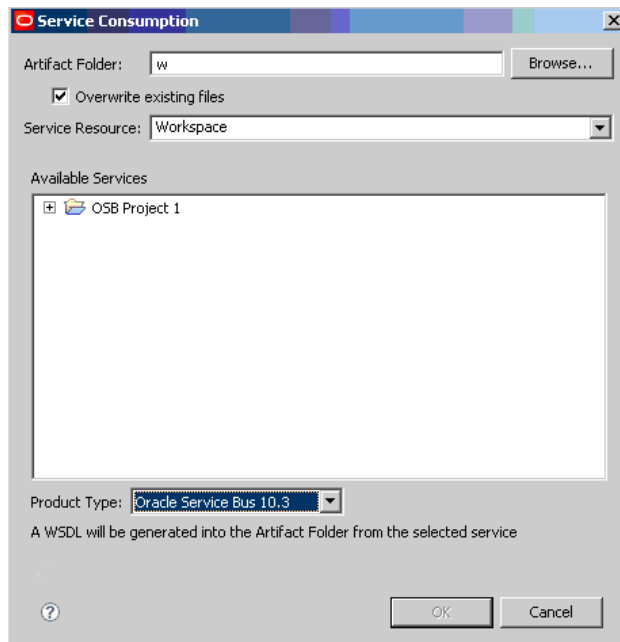 Service Consumption
Artifact Folder: w Browse...
Overwrite existing files
Service Resource: Workspace
Available Services
OSB Project 1
Product Type: Oracle Service Bus 10.3
A WSDL will be generated into the Artifact Folder from the selected service
OK Cancel